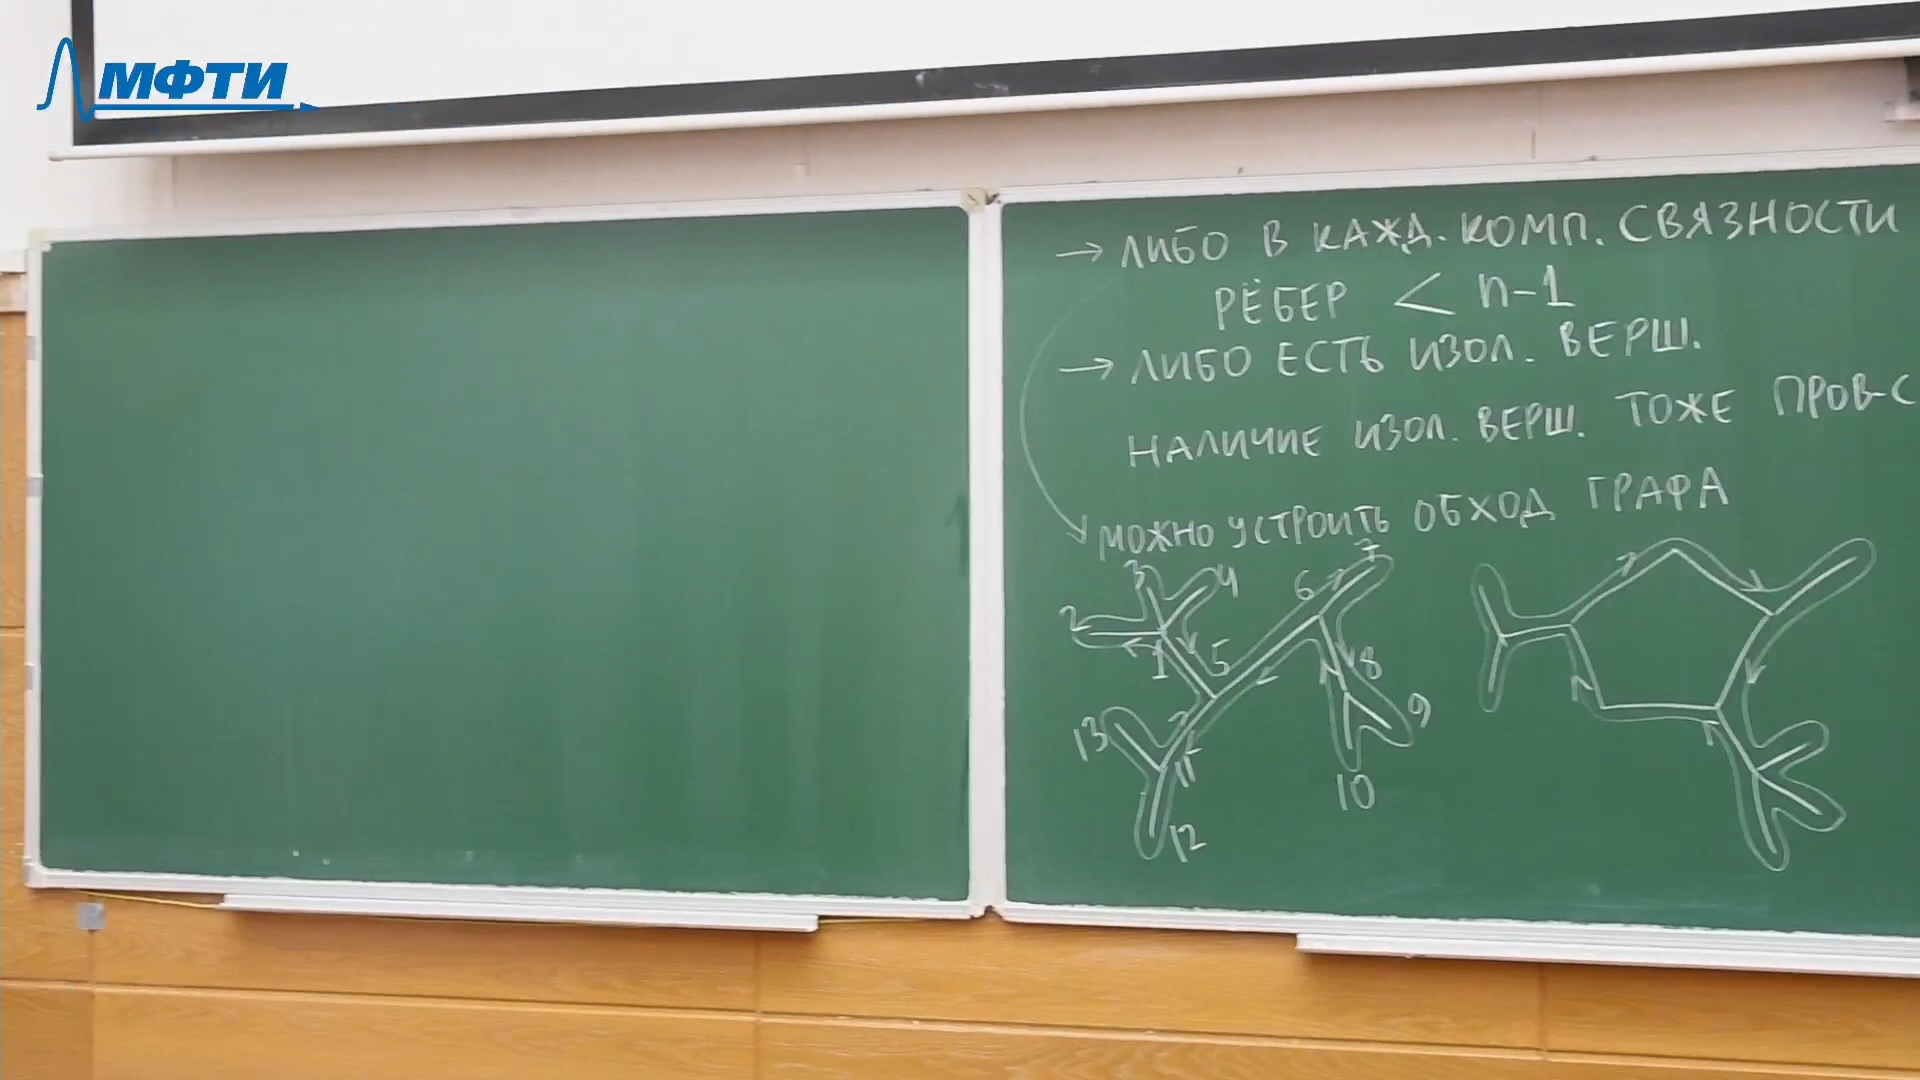 МФТИ
→ ЛИБО В КАЖД. КОМП. СВЯЗНОСТИ
РЁБЕР < n-1
→ ЛИБО ЕСТЬ ИЗОЛ. ВЕРШ.
НАЛИЧИЕ ИЗОЛ. ВЕРШ. ТОЖЕ ПРОВ-С
МОЖНО УСТРОИТЬ ОБХОД ГРАФА
3 4 6 7
2
1 5 8
13 11 9
10
12